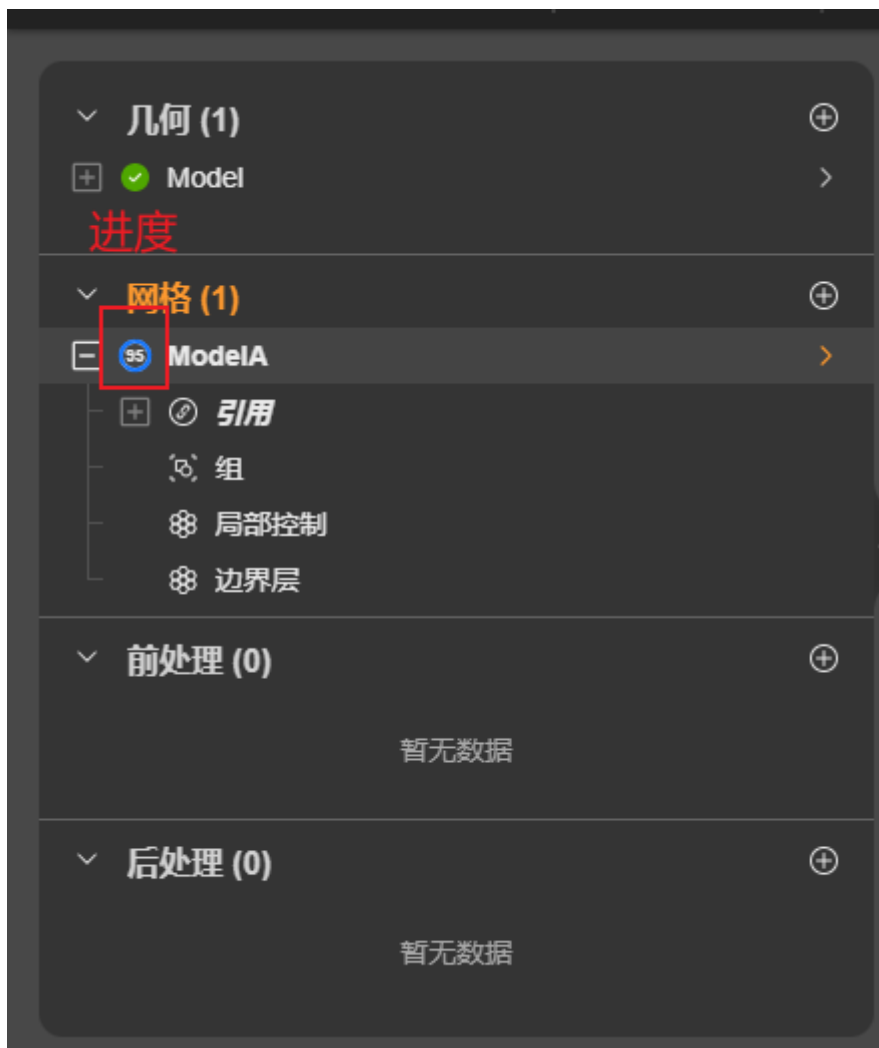 几何 (1)
Model
进度
网格 (1)
95 ModelA
引用
组
局部控制
边界层
前处理 (0)
暂无数据
后处理 (0)
暂无数据